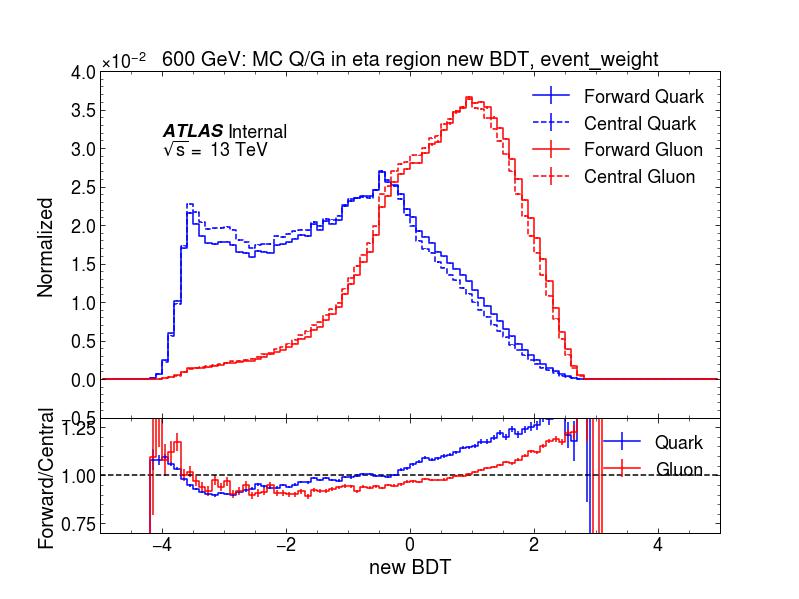 ×10⁻² 600 GeV: MC Q/G in eta region new BDT, event_weight
4.0
3.5
3.0
2.5
2.0
1.5
1.0
0.5
0.0
Normalized
ATLAS Internal
√s = 13 TeV
Forward Quark
Central Quark
Forward Gluon
Central Gluon
0.5
1.25
1.00
0.75
Forward/Central
Quark
Gluon
−4 −2 0 2 4
new BDT